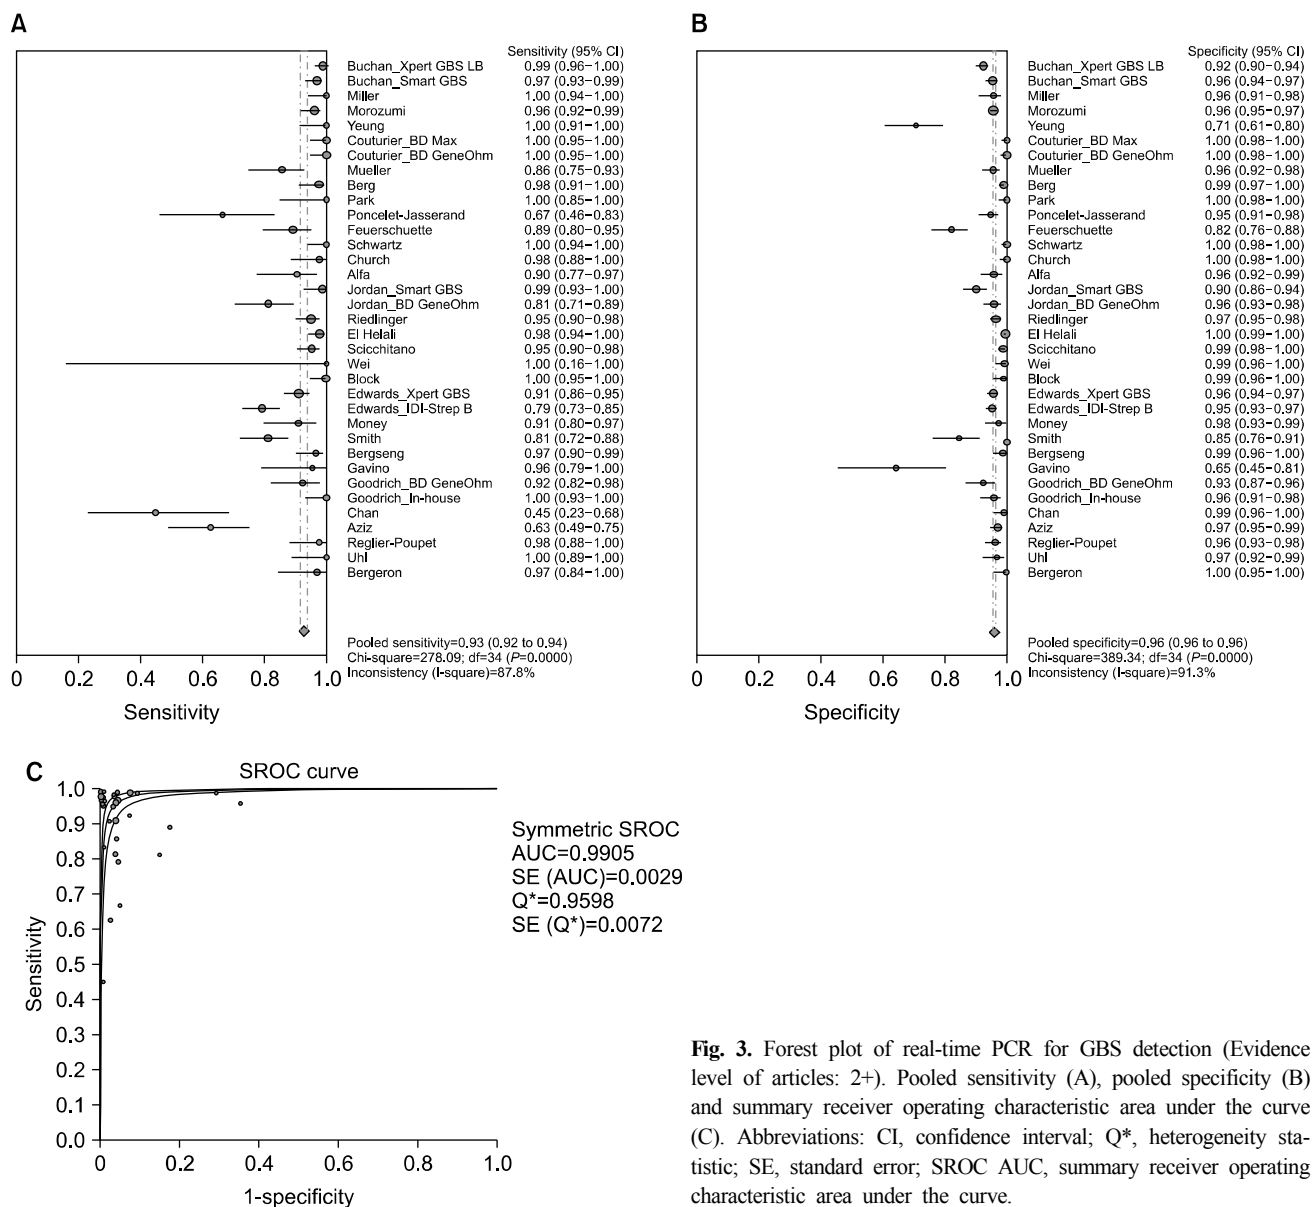 A
Sensitivity (95% CI)
Buchan_Xpert GBS LB 0.99 (0.96-1.00)
Buchan_Smart GBS 0.97 (0.93-0.99)
Miller 1.00 (0.94-1.00)
Morozumi 0.96 (0.92-0.99)
Yeung 1.00 (0.91-1.00)
Couturier_BD Max 1.00 (0.95-1.00)
Couturier_BD GeneOhm 1.00 (0.95-1.00)
Mueller 0.86 (0.75-0.93)
Berg 0.98 (0.91-1.00)
Park 1.00 (0.85-1.00)
Poncelet-Jasserand 0.67 (0.46-0.83)
Feuerschuette 0.89 (0.80-0.95)
Schwartz 1.00 (0.94-1.00)
Church 0.98 (0.88-1.00)
Alfa 0.90 (0.77-0.97)
Jordan_Smart GBS 0.99 (0.93-1.00)
Jordan_BD GeneOhm 0.81 (0.71-0.89)
Riedlinger 0.95 (0.90-0.98)
El Helali 0.98 (0.94-1.00)
Scicchitano 0.95 (0.90-0.98)
Wei 1.00 (0.16-1.00)
Block 1.00 (0.95-1.00)
Edwards_Xpert GBS 0.91 (0.86-0.95)
Edwards_IDI-Strep B 0.79 (0.73-0.85)
Money 0.91 (0.80-0.97)
Smith 0.81 (0.72-0.88)
Bergseng 0.97 (0.90-0.99)
Gavino 0.96 (0.79-1.00)
Goodrich_BD GeneOhm 0.92 (0.82-0.98)
Goodrich_In-house 1.00 (0.93-1.00)
Chan 0.45 (0.23-0.68)
Aziz 0.63 (0.49-0.75)
Reglier-Poupet 0.98 (0.88-1.00)
Uhl 1.00 (0.89-1.00)
Bergeron 0.97 (0.84-1.00)
Pooled sensitivity=0.93 (0.92 to 0.94)
Chi-square=278.09; df=34 (P=0.0000)
Inconsistency (I-square)=87.8%
0 0.2 0.4 0.6 0.8 1.0
Sensitivity
B
Specificity (95% CI)
Buchan_Xpert GBS LB 0.92 (0.90-0.94)
Buchan_Smart GBS 0.96 (0.94-0.97)
Miller 0.96 (0.91-0.98)
Morozumi 0.96 (0.95-0.97)
Yeung 0.71 (0.61-0.80)
Couturier_BD Max 1.00 (0.98-1.00)
Couturier_BD GeneOhm 1.00 (0.98-1.00)
Mueller 0.96 (0.92-0.98)
Berg 0.99 (0.97-1.00)
Park 1.00 (0.98-1.00)
Poncelet-Jasserand 0.95 (0.91-0.98)
Feuerschuette 0.82 (0.76-0.88)
Schwartz 1.00 (0.98-1.00)
Church 1.00 (0.98-1.00)
Alfa 0.96 (0.92-0.99)
Jordan_Smart GBS 0.90 (0.86-0.94)
Jordan_BD GeneOhm 0.96 (0.93-0.98)
Riedlinger 0.97 (0.95-0.98)
El Helali 1.00 (0.99-1.00)
Scicchitano 0.99 (0.98-1.00)
Wei 0.99 (0.96-1.00)
Block 0.99 (0.96-1.00)
Edwards_Xpert GBS 0.96 (0.94-0.97)
Edwards_IDI-Strep B 0.95 (0.93-0.97)
Money 0.98 (0.93-0.99)
Smith 0.85 (0.76-0.91)
Bergseng 0.99 (0.96-1.00)
Gavino 0.65 (0.45-0.81)
Goodrich_BD GeneOhm 0.93 (0.87-0.96)
Goodrich_In-house 0.96 (0.91-0.98)
Chan 0.99 (0.96-1.00)
Aziz 0.97 (0.95-0.99)
Reglier-Poupet 0.96 (0.93-0.98)
Uhl 0.97 (0.92-0.99)
Bergeron 1.00 (0.95-1.00)
Pooled specificity=0.96 (0.96 to 0.96)
Chi-square=389.34; df=34 (P=0.0000)
Inconsistency (I-square)=91.3%
0 0.2 0.4 0.6 0.8 1.0
Specificity
C
SROC curve
1.0
0.9
0.8
0.7
0.6
0.5
0.4
0.3
0.2
0.1
0.0
Sensitivity
0 0.2 0.4 0.6 0.8 1.0
1-specificity
Symmetric SROC
AUC=0.9905
SE (AUC)=0.0029
Q*=0.9598
SE (Q*)=0.0072
Fig. 3. Forest plot of real-time PCR for GBS detection (Evidence
level of articles: 2+). Pooled sensitivity (A), pooled specificity (B)
and summary receiver operating characteristic area under the curve
(C). Abbreviations: CI, confidence interval; Q*, heterogeneity sta-
tistic; SE, standard error; SROC AUC, summary receiver operating
characteristic area under the curve.